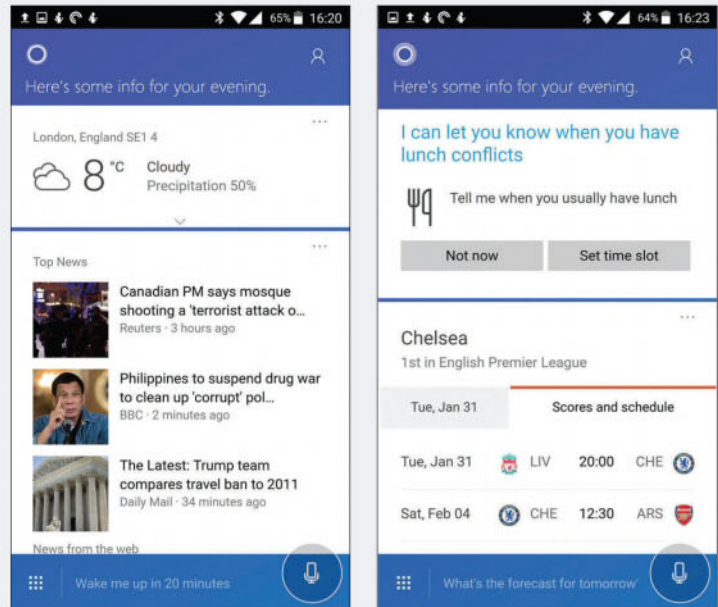 65% 16:20
Here's some info for your evening.
London, England SE1 4
8 °C Cloudy
Precipitation 50%
Top News
Canadian PM says mosque
shooting a 'terrorist attack o...
Reuters · 3 hours ago
Philippines to suspend drug war
to clean up 'corrupt' pol...
BBC · 2 minutes ago
The Latest: Trump team
compares travel ban to 2011
Daily Mail · 34 minutes ago
News from the web
Wake me up in 20 minutes
64% 16:23
Here's some info for your evening.
I can let you know when you have
lunch conflicts
Tell me when you usually have lunch
Not now Set time slot
Chelsea
1st in English Premier League
Tue, Jan 31 Scores and schedule
Tue, Jan 31 LIV 20:00 CHE
Sat, Feb 04 CHE 12:30 ARS
What's the forecast for tomorrow'